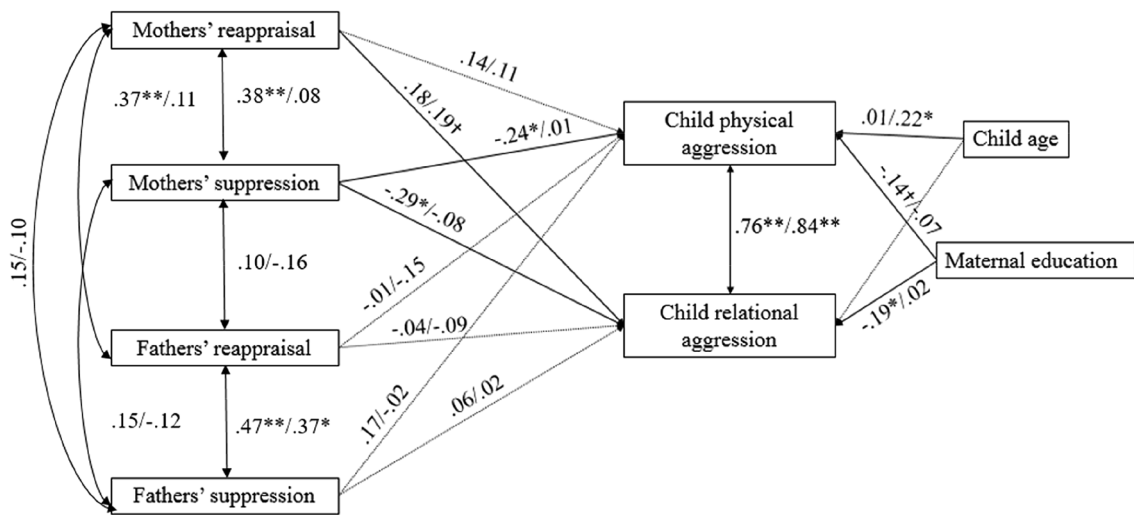 Mothers' reappraisal
.14/.11
.37**/.11
.38**/.08
.18/.19†
Child physical
aggression
.01/.22*
Child age
-.24*/.01
Mothers' suppression
-.29*/-.08
-.14†/-.07
.76**/.84**
.15/-.10
.10/-.16
Maternal education
-.01/-.15
-.19*/.02
Child relational
aggression
Fathers' reappraisal
-.04/-.09
.15/-.12
.47**/.37*
.17/-.02
.06/.02
Fathers' suppression